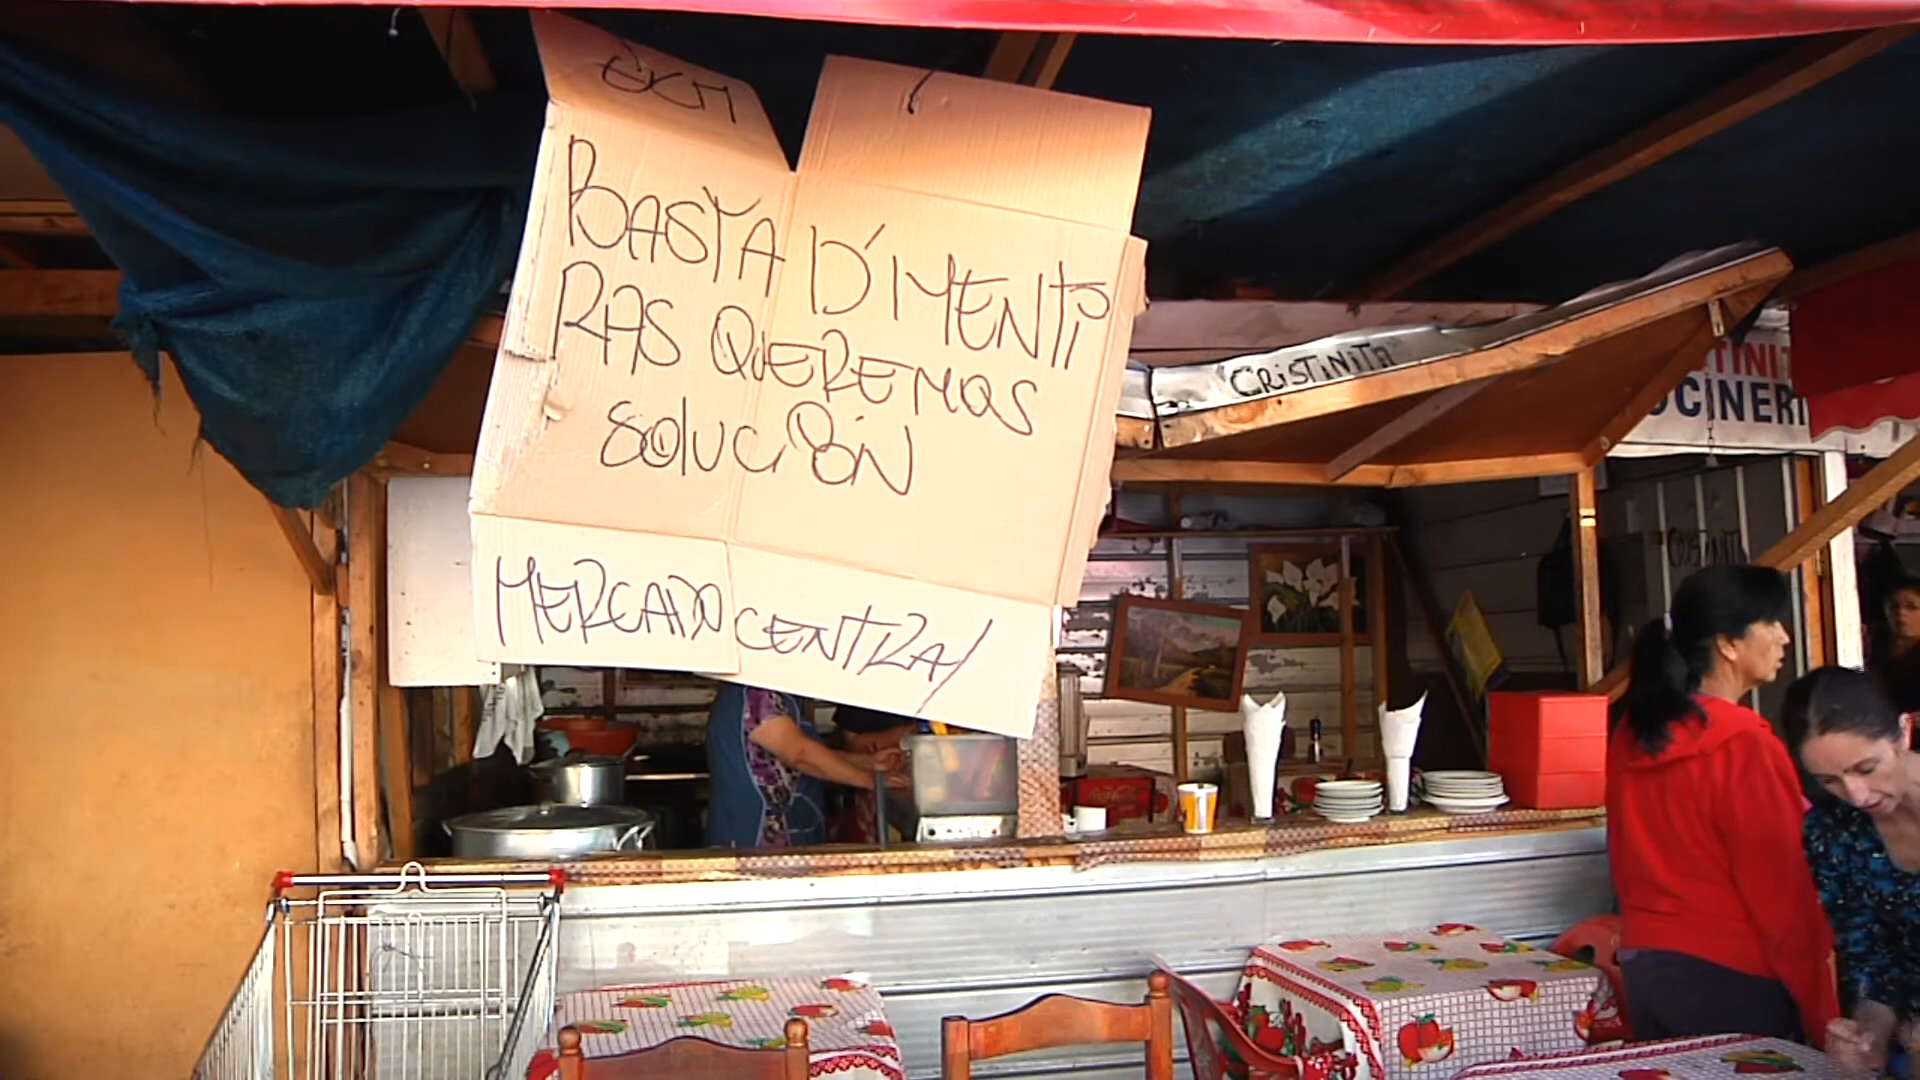 BASTA D'MENTI
RAS QUEREMOS
SOLUCIÓN
MERCADO CENTRAL
CRISTINITA